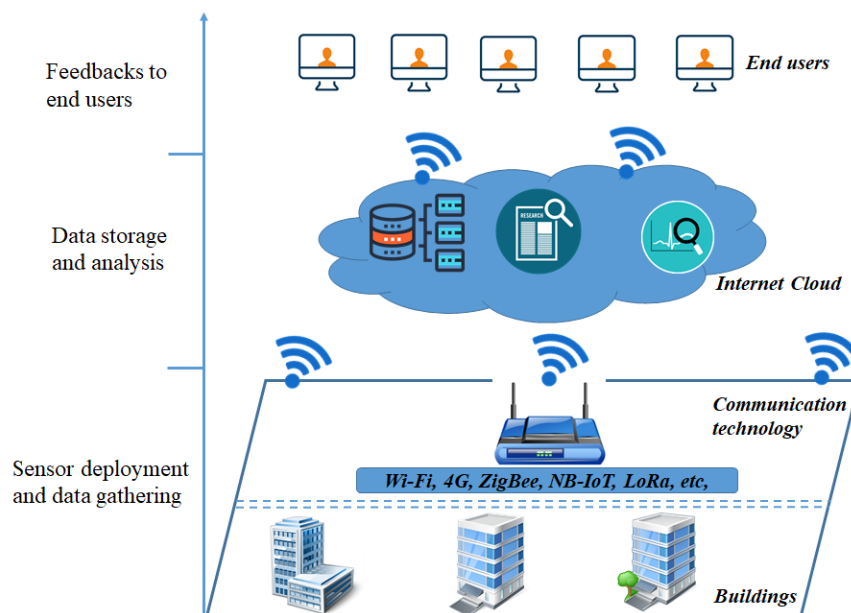 Feedbacks to
end users
End users
Data storage
and analysis
RESEARCH
Internet Cloud
Communication
technology
Sensor deployment
and data gathering
Wi-Fi, 4G, ZigBee, NB-IoT, LoRa, etc,
Buildings